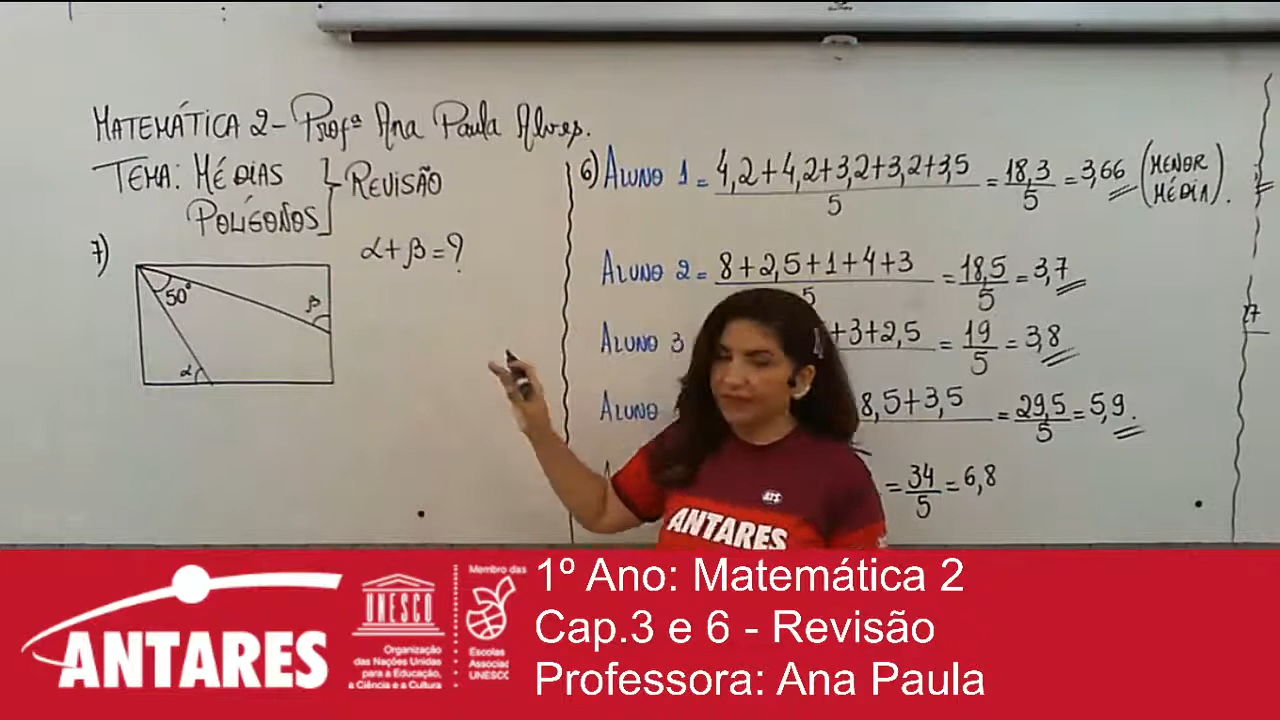 MATEMÁTICA 2 - Profª Ana Paula Alves.
TEMA: MÉDIAS
POLÍGONOS
REVISÃO
7)
α+β=?
50°
β
α
6) ALUNO 1 = 4,2+4,2+3,2+3,2+3,5 / 5 = 18,3 / 5 = 3,66 (MENOR MÉDIA).
ALUNO 2 = 8+2,5+1+4+3 / 5 = 18,5 / 5 = 3,7
ALUNO 3 +3+2,5 = 19 / 5 = 3,8
ALUNO 8,5+3,5 = 29,5 / 5 = 5,9.
= 34 / 5 = 6,8
ANTARES
UNESCO
Organização
das Nações Unidas
para a Educação,
a Ciência e a Cultura
Membro das
Escolas
Associa
UNESC
ANTARES
1º Ano: Matemática 2
Cap.3 e 6 - Revisão
Professora: Ana Paula